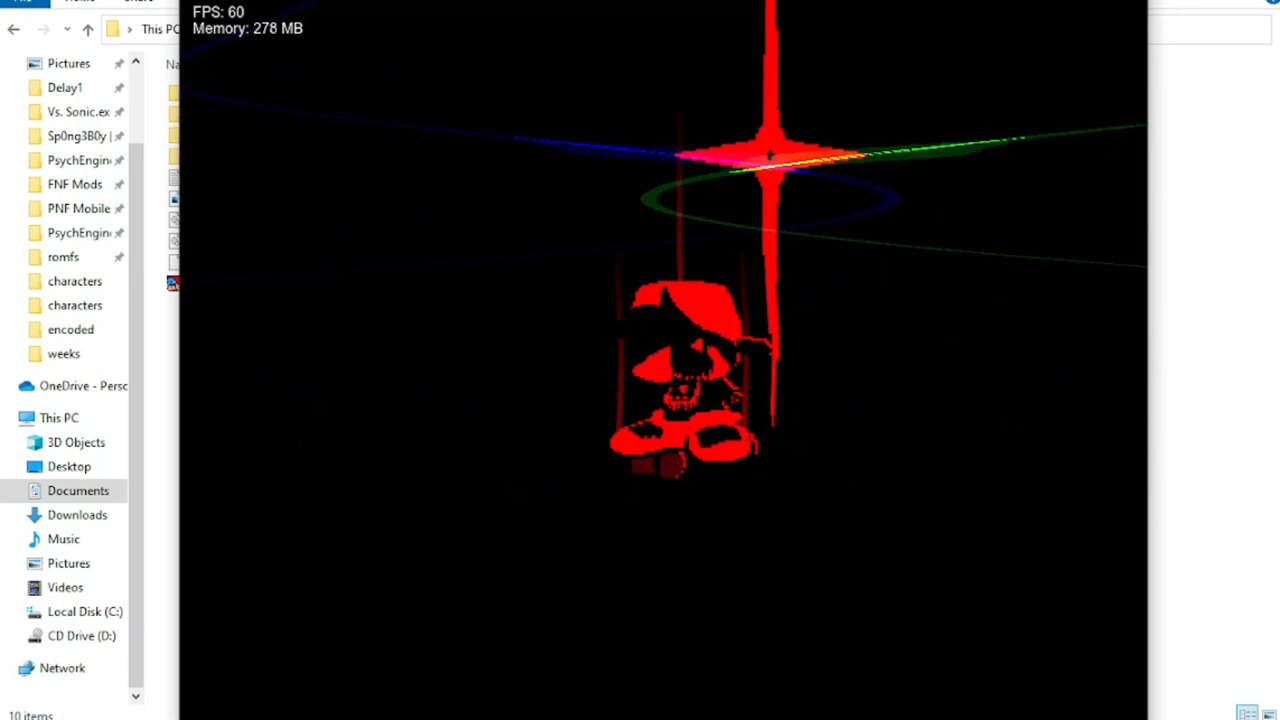 FPS: 60
Memory: 278 MB
This PC
Pictures
Delay1
Vs. Sonic.ex
Sp0ng3B0y |
PsychEngin
FNF Mods
PNF Mobile
PsychEngin
romfs
characters
characters
encoded
weeks
OneDrive - Persc
This PC
3D Objects
Desktop
Documents
Downloads
Music
Pictures
Videos
Local Disk (C:)
CD Drive (D:)
Network
10 items